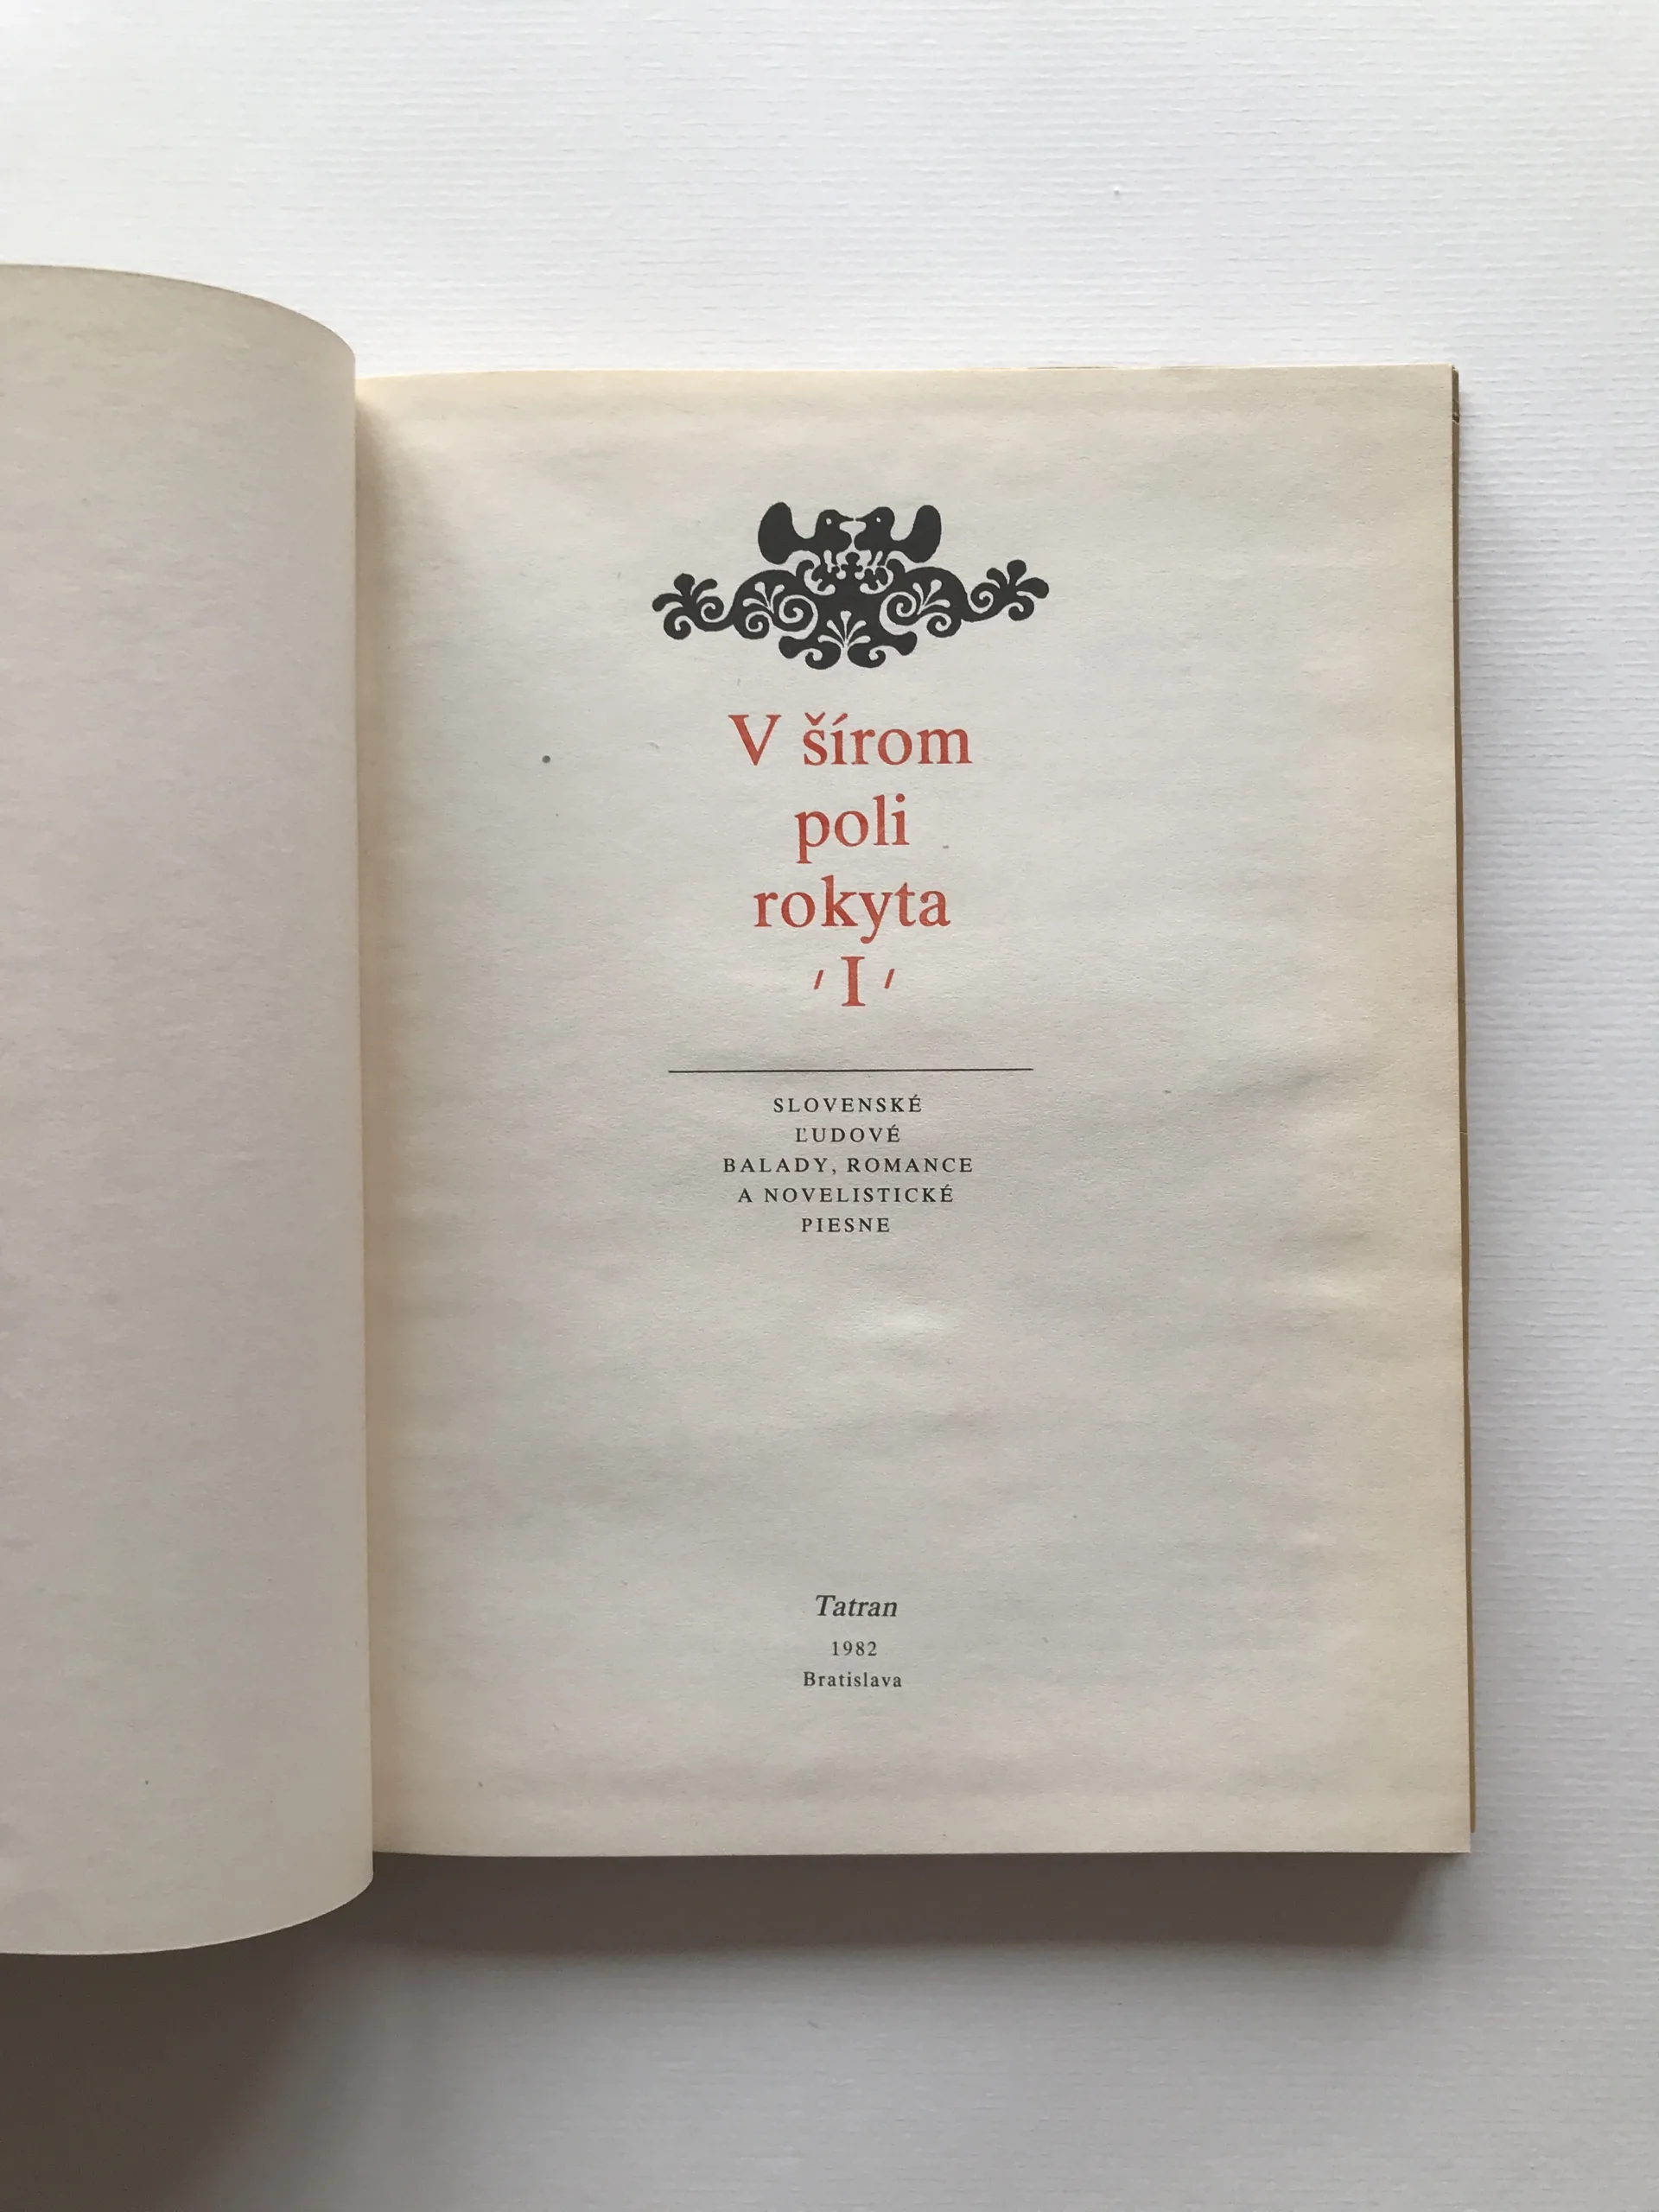 V šírom
poli
rokyta
/ I /
SLOVENSKÉ
ĽUDOVÉ
BALADY, ROMANCE
A NOVELISTICKÉ
PIESNE
Tatran
1982
Bratislava